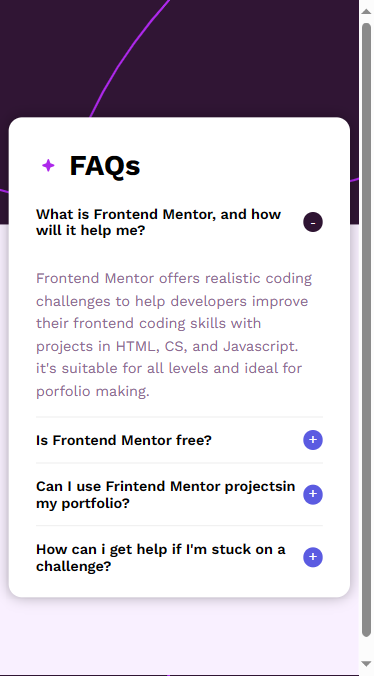 FAQs
What is Frontend Mentor, and how
will it help me?
-
Frontend Mentor offers realistic coding
challenges to help developers improve
their frontend coding skills with
projects in HTML, CS, and Javascript.
it's suitable for all levels and ideal for
porfolio making.
Is Frontend Mentor free?
+
Can I use Frintend Mentor projectsin
my portfolio?
+
How can i get help if I'm stuck on a
challenge?
+